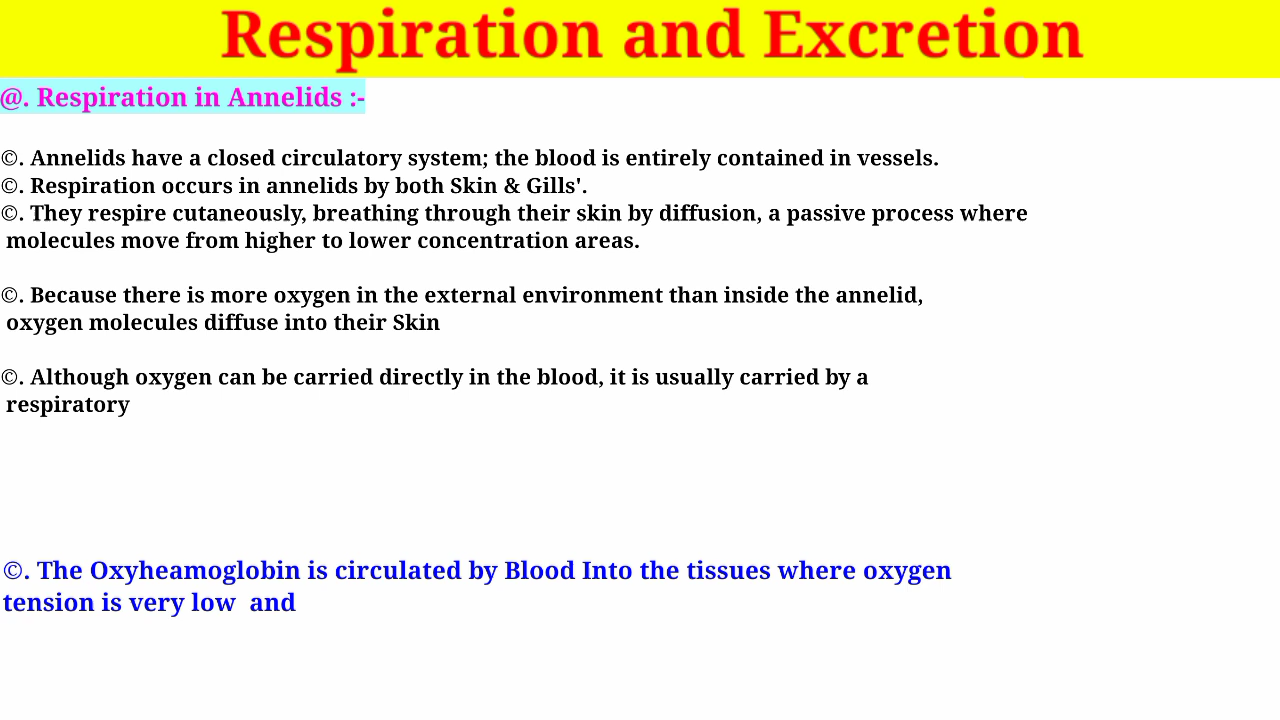 Respiration and Excretion
@. Respiration in Annelids :-
©. Annelids have a closed circulatory system; the blood is entirely contained in vessels.
©. Respiration occurs in annelids by both Skin & Gills'.
©. They respire cutaneously, breathing through their skin by diffusion, a passive process where
molecules move from higher to lower concentration areas.
©. Because there is more oxygen in the external environment than inside the annelid,
oxygen molecules diffuse into their Skin
©. Although oxygen can be carried directly in the blood, it is usually carried by a
respiratory
©. The Oxyheamoglobin is circulated by Blood Into the tissues where oxygen
tension is very low  and